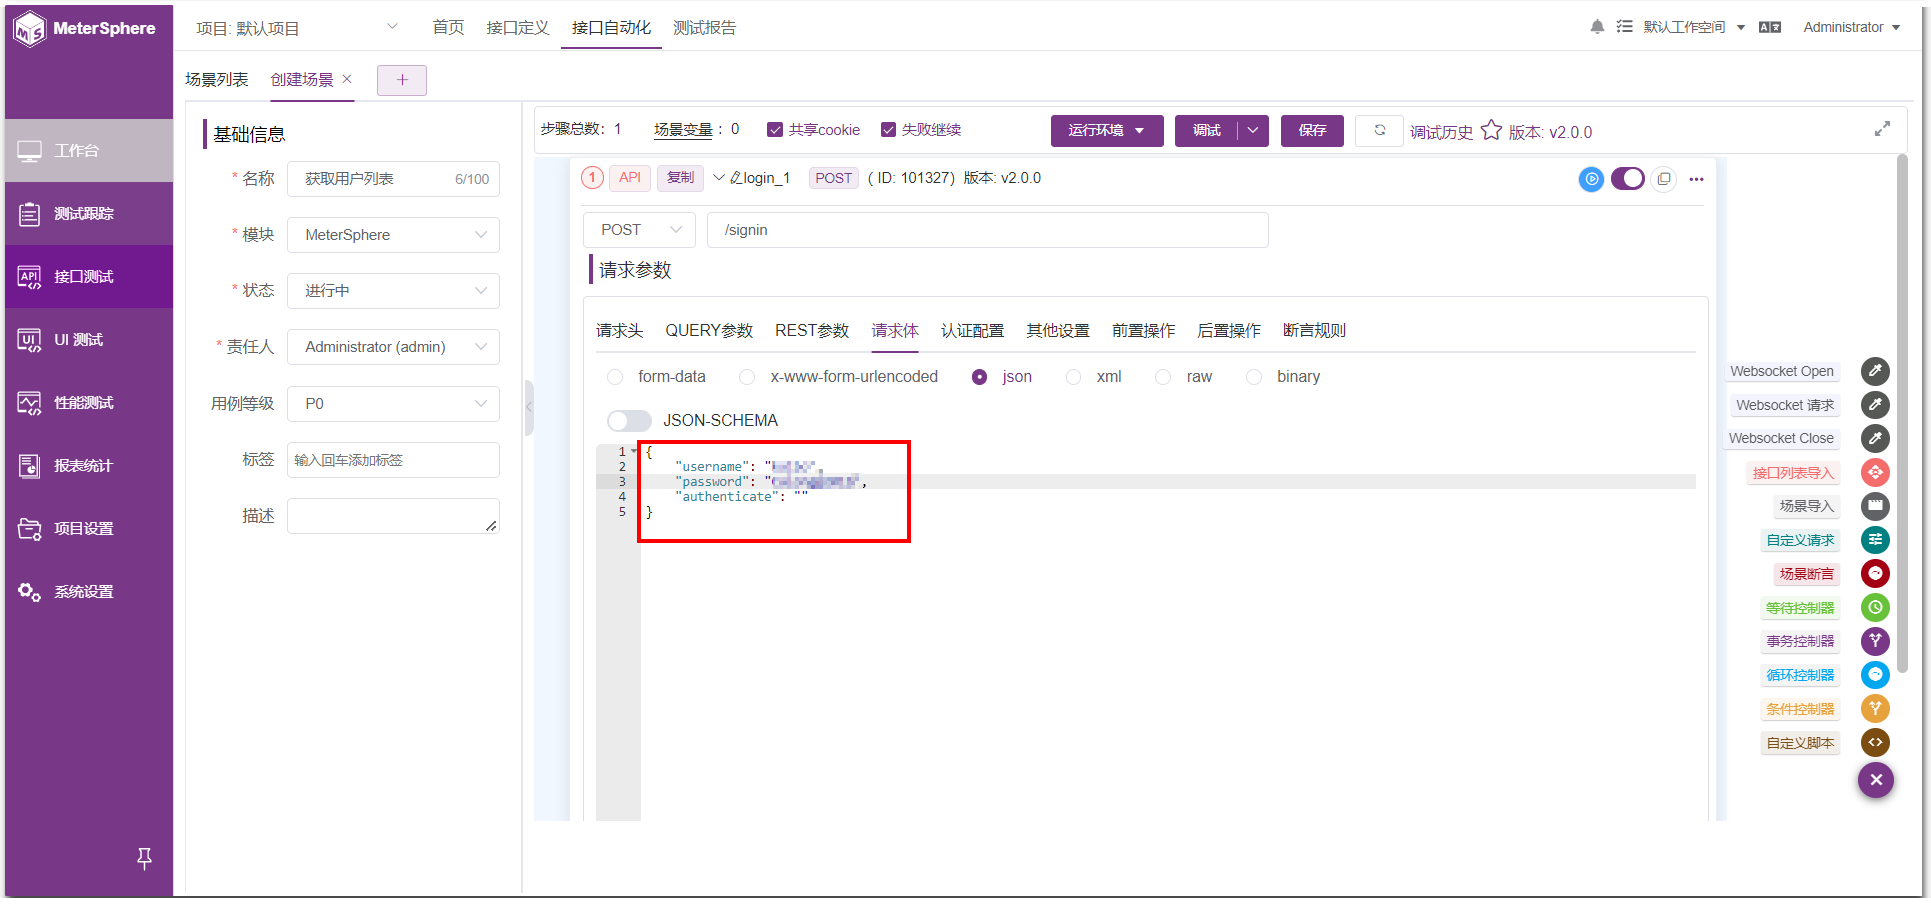 MeterSphere
项目: 默认项目
首页 接口定义 接口自动化 测试报告
默认工作空间
Administrator
场景列表 创建场景 × +
工作台
测试跟踪
接口测试
UI 测试
性能测试
报表统计
项目设置
系统设置
基础信息
* 名称 获取用户列表 6/100
* 模块 MeterSphere
* 状态 进行中
* 责任人 Administrator (admin)
用例等级 P0
标签 输入回车添加标签
描述
步骤总数: 1 场景变量 : 0 共享cookie 失败继续 运行环境 调试 保存 调试历史 版本: v2.0.0
1 API 复制 login_1 POST ( ID: 101327) 版本: v2.0.0
POST /signin
请求参数
请求头 QUERY参数 REST参数 请求体 认证配置 其他设置 前置操作 后置操作 断言规则
form-data x-www-form-urlencoded json xml raw binary
JSON-SCHEMA
1 {
2 "username": "
3 "password": " ,
4 "authenticate": ""
5 }
Websocket Open
Websocket 请求
Websocket Close
接口列表导入
场景导入
自定义请求
场景断言
等待控制器
事务控制器
循环控制器
条件控制器
自定义脚本